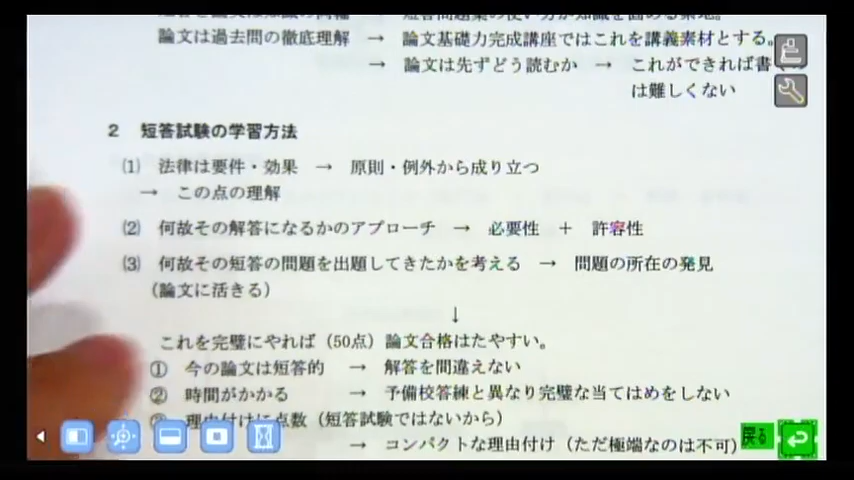 論文は過去問の徹底理解 → 論文基礎力完成講座ではこれを講義素材とする。
→ 論文は先ずどう読むか → これができれば書く
は難しくない
2 短答試験の学習方法
(1) 法律は要件・効果 → 原則・例外から成り立つ
→ この点の理解
(2) 何故その解答になるかのアプローチ → 必要性 + 許容性
(3) 何故その短答の問題を出題してきたかを考える → 問題の所在の発見
(論文に活きる)
↓
これを完璧にやれば(50点)論文合格はたやすい。
① 今の論文は短答的 → 解答を間違えない
② 時間がかかる → 予備校答練と異なり完璧な当てはめをしない
理由付けに点数(短答試験ではないから)
→ コンパクトな理由付け(ただ極端なのは不可)
戻る